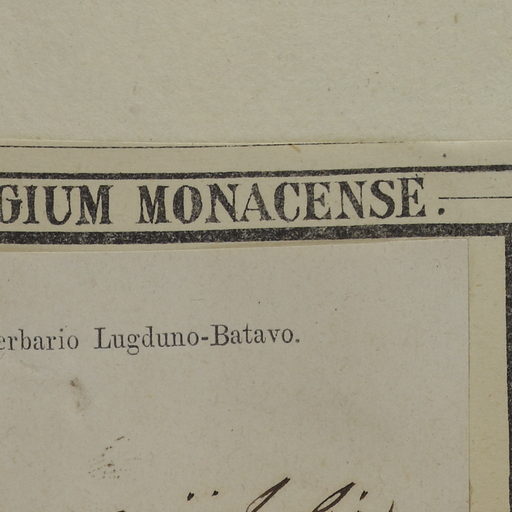 GIUM MONACENSE.
erbario Lugduno-Batavo.